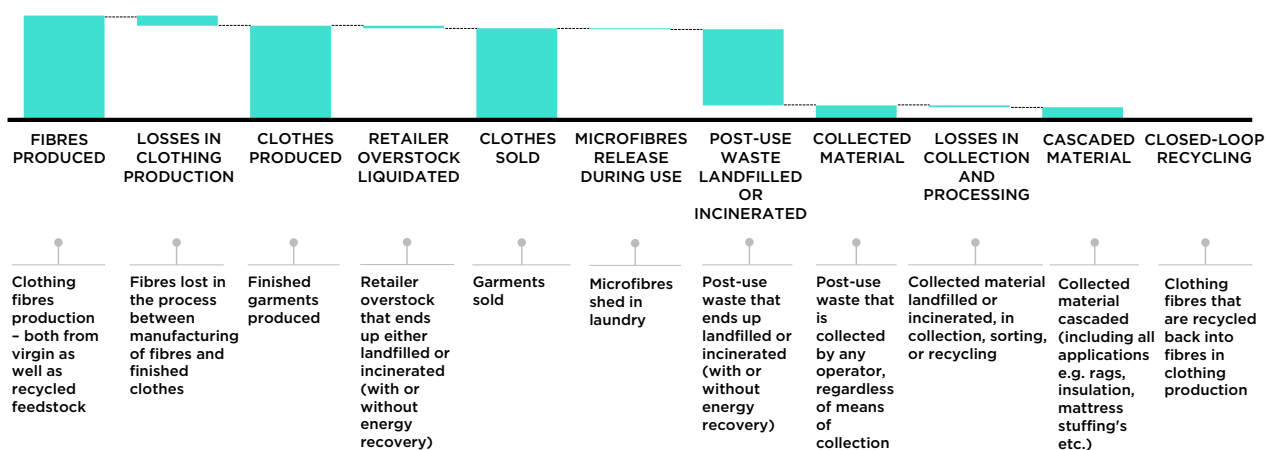 FIBRES
PRODUCED
LOSSES IN
CLOTHING
PRODUCTION
CLOTHES
PRODUCED
RETAILER
OVERSTOCK
LIQUIDATED
CLOTHES
SOLD
MICROFIBRES
RELEASE
DURING USE
POST-USE
WASTE
LANDFILLED
OR
INCINERATED
COLLECTED
MATERIAL
LOSSES IN
COLLECTION
AND
PROCESSING
CASCADED
MATERIAL
CLOSED-LOOP
RECYCLING
Clothing
fibres
production
– both from
virgin as
well as
recycled
feedstock
Fibres lost in
the process
between
manufacturing
of fibres and
finished
clothes
Finished
garments
produced
Retailer
overstock
that ends
up either
landfilled or
incinerated
(with or
without
energy
recovery)
Garments
sold
Microfibres
shed in
laundry
Post-use
waste that
ends up
landfilled or
incinerated
(with or
without
energy
recovery)
Post-use
waste that
is
collected
by any
operator,
regardless
of means
of
collection
Collected material
landfilled or
incinerated, in
collection, sorting,
or recycling
Collected
material
cascaded
(including all
applications
e.g. rags,
insulation,
mattress
stuffing's
etc.)
Clothing
fibres that
are recycled
back into
fibres in
clothing
production